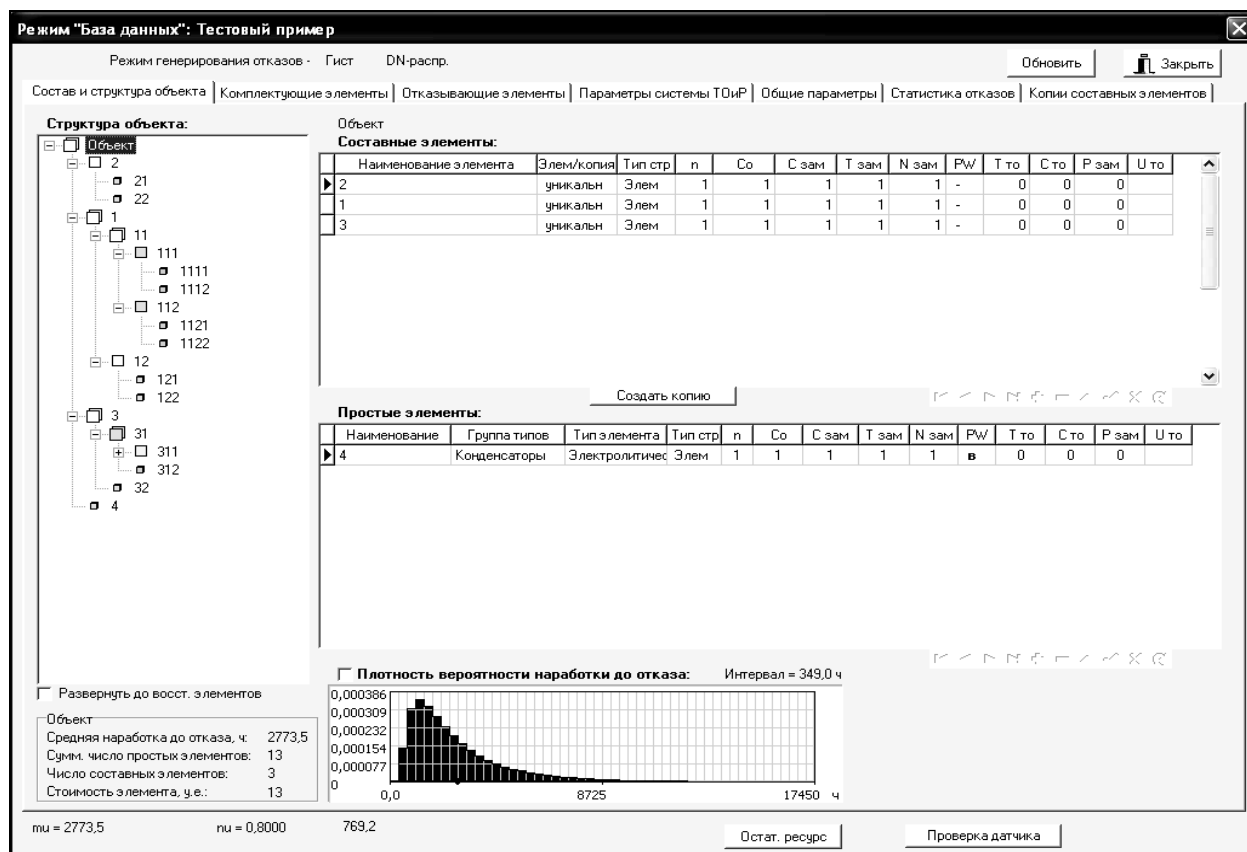 Режим "База данных": Тестовый пример
Режим генерирования отказов - Гист DN-распр.
Обновить Закрыть
Состав и структура объекта Комплектующие элементы Отказывающие элементы Параметры системы ТОиР Общие параметры Статистика отказов Копии составных элементов
Структура объекта:
Объект
2
21
22
1
11
111
1111
1112
112
1121
1122
12
121
122
3
31
311
312
32
4
Развернуть до восст. элементов
Объект
Средняя наработка до отказа, ч: 2773,5
Сумм. число простых элементов: 13
Число составных элементов: 3
Стоимость элемента, у.е.: 13
Объект
Составные элементы:
Наименование элемента Элем/копия Тип стр n Co С зам Т зам N зам PW Т то С то Р зам U то
2 уникальн Элем 1 1 1 1 1 - 0 0 0
1 уникальн Элем 1 1 1 1 1 - 0 0 0
3 уникальн Элем 1 1 1 1 1 - 0 0 0
Создать копию
Простые элементы:
Наименование Группа типов Тип элемента Тип стр n Co С зам Т зам N зам PW Т то С то Р зам U то
4 Конденсаторы Электролитичес Элем 1 1 1 1 1 в 0 0 0
Плотность вероятности наработки до отказа: Интервал = 349,0 ч
0,000386
0,000309
0,000232
0,000154
0,000077
0
0,0 8725 17450 ч
mu = 2773,5 nu = 0,8000 769,2
Остат. ресурс Проверка датчика